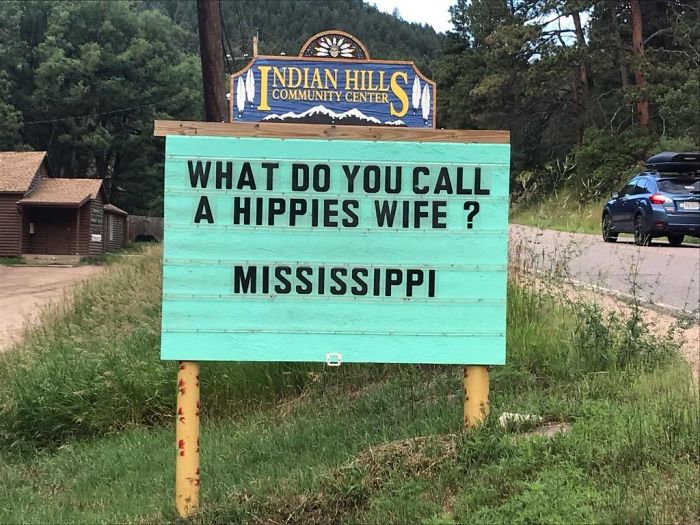 INDIAN HILLS
COMMUNITY CENTER
WHAT DO YOU CALL
A HIPPIES WIFE ?
MISSISSIPPI